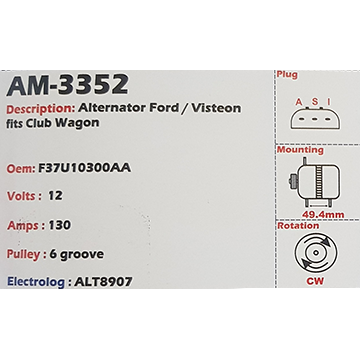 AM-3352
Description: Alternator Ford / Visteon
fits Club Wagon
Oem: F37U10300AA
Volts : 12
Amps : 130
Pulley : 6 groove
Electrolog : ALT8907
Plug
A S I
Mounting
49.4mm
Rotation
CW